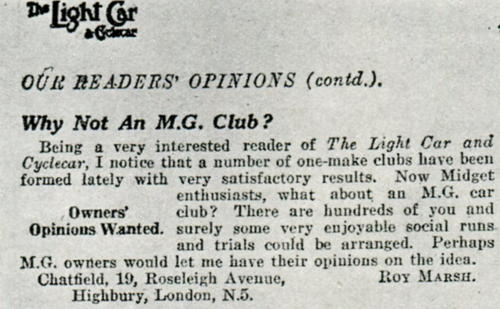 The Light Car
& Cyclecar
OUR READERS' OPINIONS (contd.).
Why Not An M.G. Club?
Being a very interested reader of The Light Car and
Cyclecar, I notice that a number of one-make clubs have been
formed lately with very satisfactory results. Now Midget
enthusiasts, what about an M.G. car
Owners' club? There are hundreds of you and
Opinions Wanted. surely some very enjoyable social runs
and trials could be arranged. Perhaps
M.G. owners would let me have their opinions on the idea.
Chatfield, 19, Roseleigh Avenue, ROY MARSH.
Highbury, London, N.5.